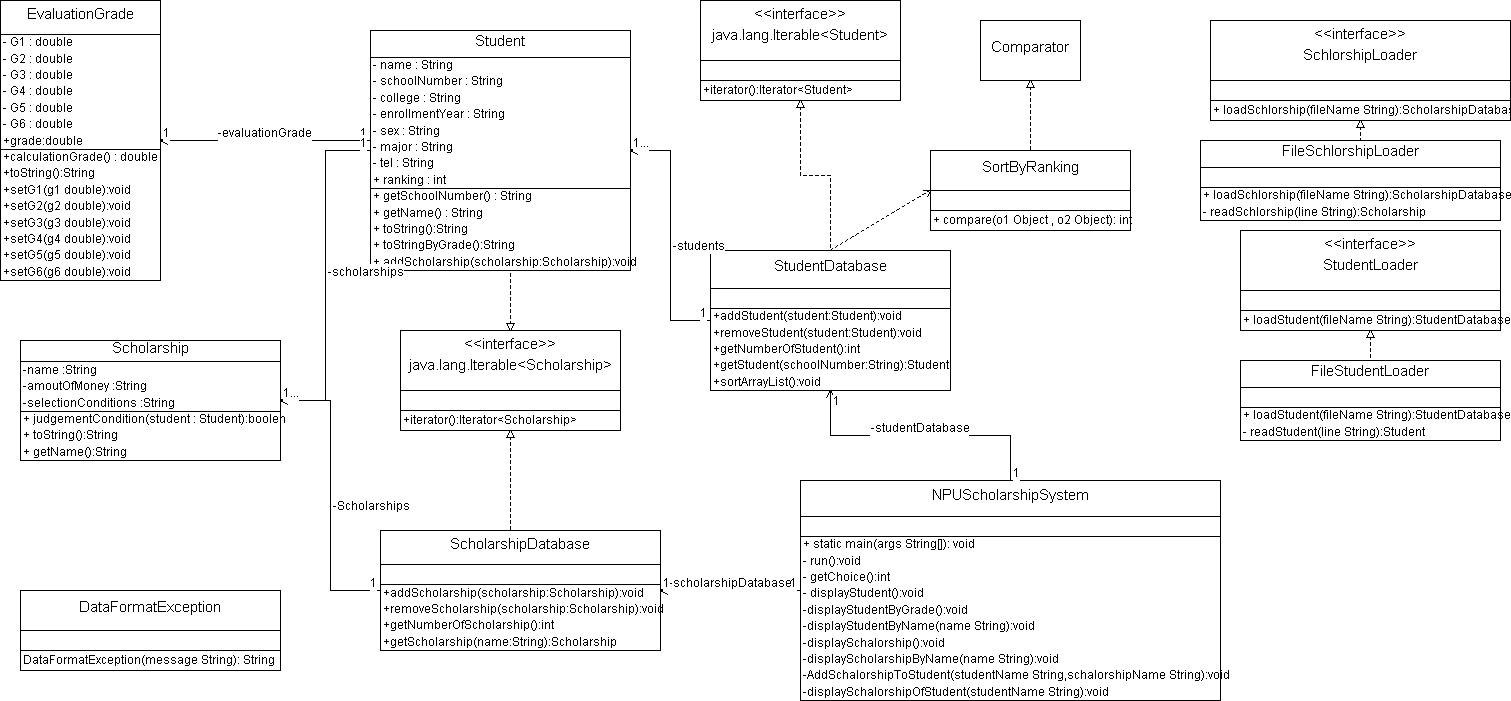 EvaluationGrade
- G1 : double
- G2 : double
- G3 : double
- G4 : double
- G5 : double
- G6 : double
+grade:double
+calculationGrade() : double
+toString():String
+setG1(g1 double):void
+setG2(g2 double):void
+setG3(g3 double):void
+setG4(g4 double):void
+setG5(g5 double):void
+setG6(g6 double):void
1
-evaluationGrade
1
1
Student
- name : String
- schoolNumber : String
- college : String
- enrollmentYear : String
- sex : String
- major : String
- tel : String
+ ranking : int
+ getSchoolNumber() : String
+ getName() : String
+ toString():String
+ toStringByGrade():String
+ addScholarship(scholarship:Scholarship):void
-scholarships
1...
-students
1
<<interface>>
java.lang.Iterable<Student>
+iterator():Iterator<Student>
Comparator
SortByRanking
+ compare(o1 Object , o2 Object): int
<<interface>>
SchlorshipLoader
+ loadSchlorship(fileName String):ScholarshipDatabas
FileSchlorshipLoader
+ loadSchlorship(fileName String):ScholarshipDatabase
- readSchlorship(line String):Scholarship
<<interface>>
StudentLoader
+ loadStudent(fileName String):StudentDatabase
FileStudentLoader
+ loadStudent(fileName String):StudentDatabase
- readStudent(line String):Student
StudentDatabase
+addStudent(student:Student):void
+removeStudent(student:Student):void
+getNumberOfStudent():int
+getStudent(schoolNumber:String):Student
+sortArrayList():void
1
-studentDatabase
1
<<interface>>
java.lang.Iterable<Scholarship>
+iterator():Iterator<Scholarship>
Scholarship
-name :String
-amoutOfMoney :String
-selectionConditions :String
+ judgementCondition(student : Student):boolen
+ toString():String
+ getName():String
1...
-Scholarships
1
ScholarshipDatabase
+addScholarship(scholarship:Scholarship):void
+removeScholarship(scholarship:Scholarship):void
+getNumberOfScholarship():int
+getScholarship(name:String):Scholarship
1-scholarshipDatabase1
NPUScholarshipSystem
+ static main(args String[]): void
- run():void
- getChoice():int
- displayStudent():void
-displayStudentByGrade():void
-displayStudentByName(name String):void
-displaySchalorship():void
-displayScholarshipByName(name String):void
-AddSchalorshipToStudent(studentName String,schalorshipName String):void
-displaySchalorshipOfStudent(studentName String):void
DataFormatException
DataFormatException(message String): String